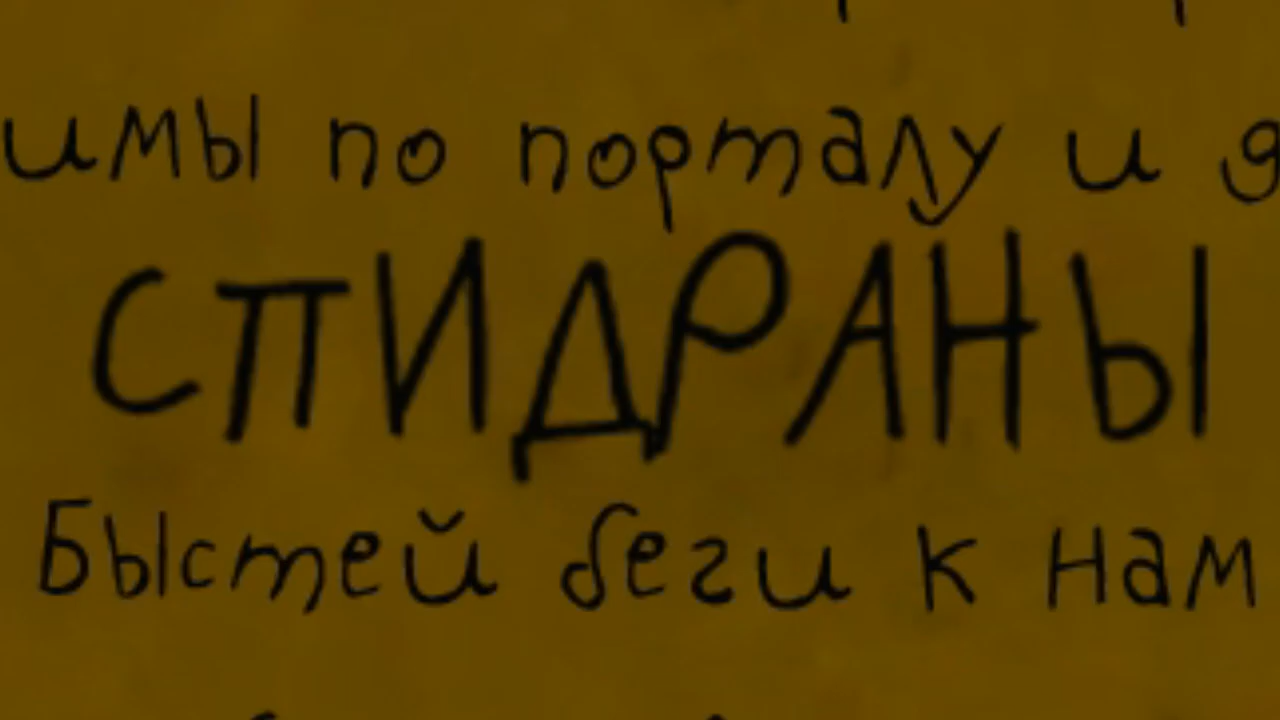 имы по порталу и д
СПИДРАНЫ
Быстей беги к нам